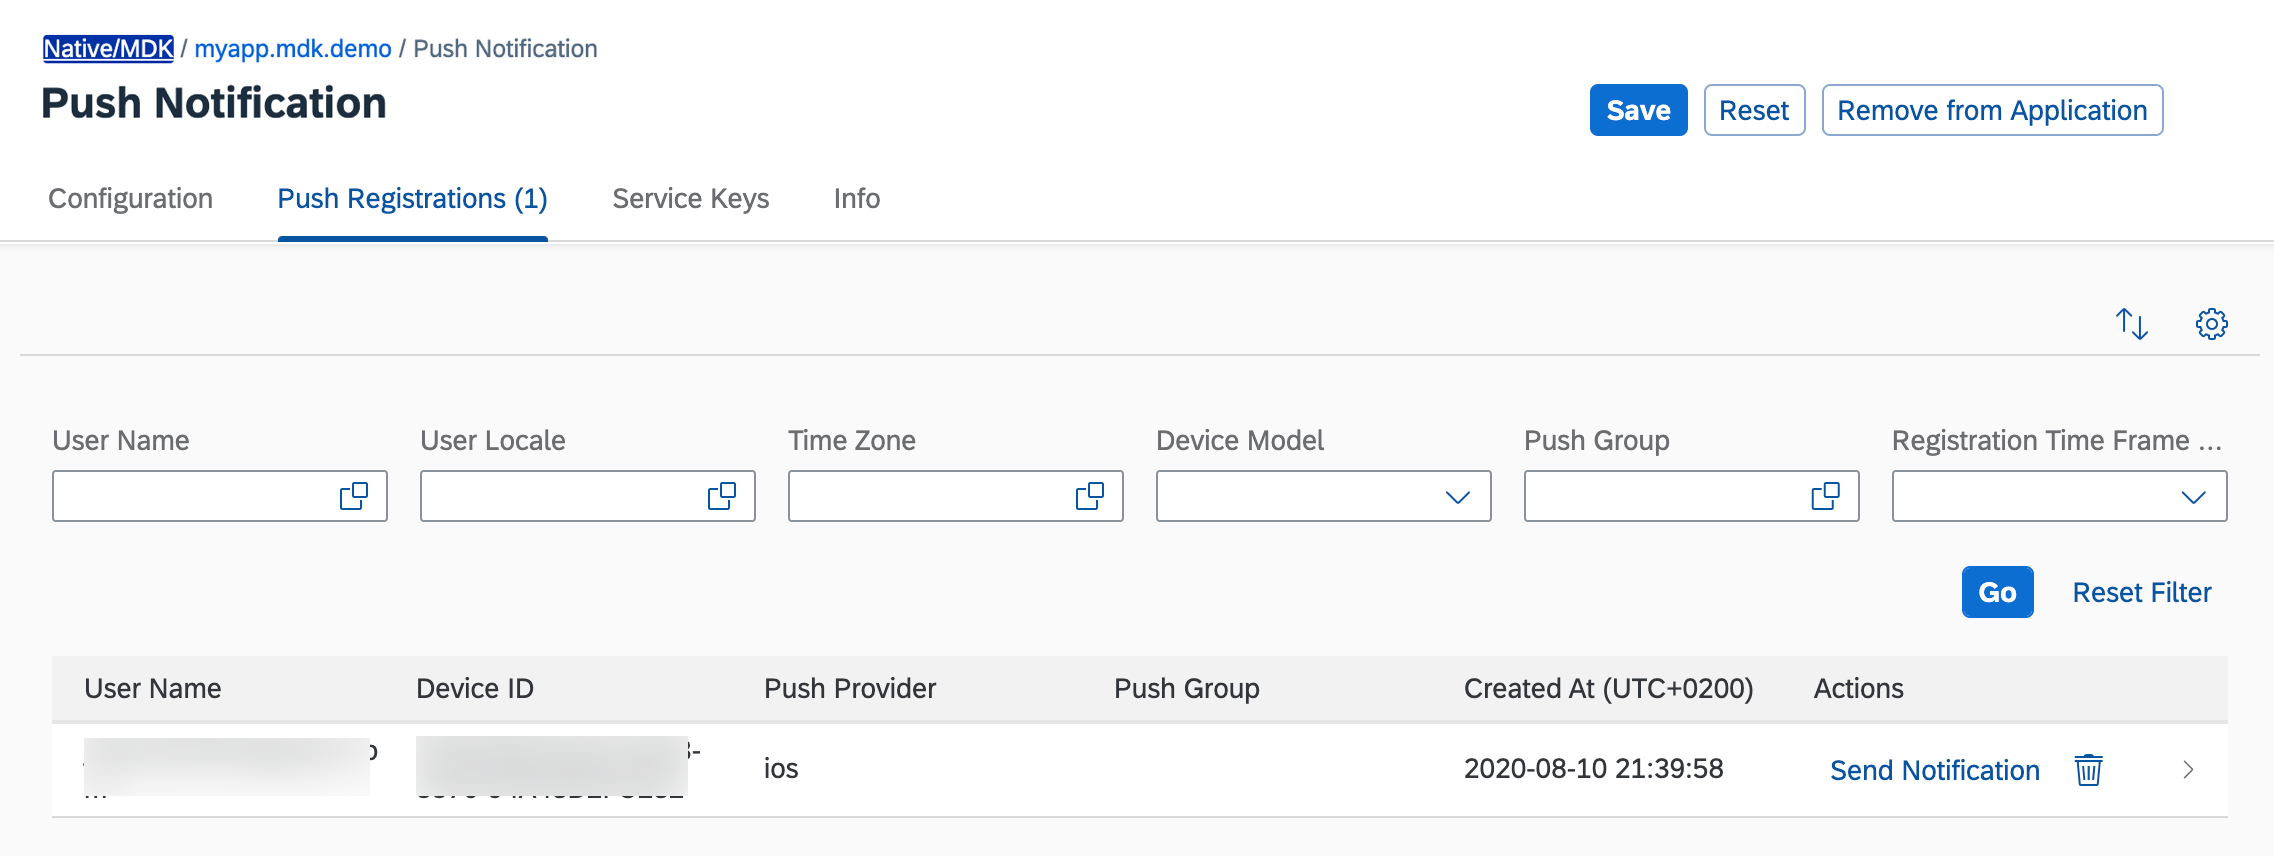 Native/MDK / myapp.mdk.demo / Push Notification
Push Notification
Save Reset Remove from Application
Configuration Push Registrations (1) Service Keys Info
User Name User Locale Time Zone Device Model Push Group Registration Time Frame ...
Go Reset Filter
User Name Device ID Push Provider Push Group Created At (UTC+0200) Actions
ios 2020-08-10 21:39:58 Send Notification